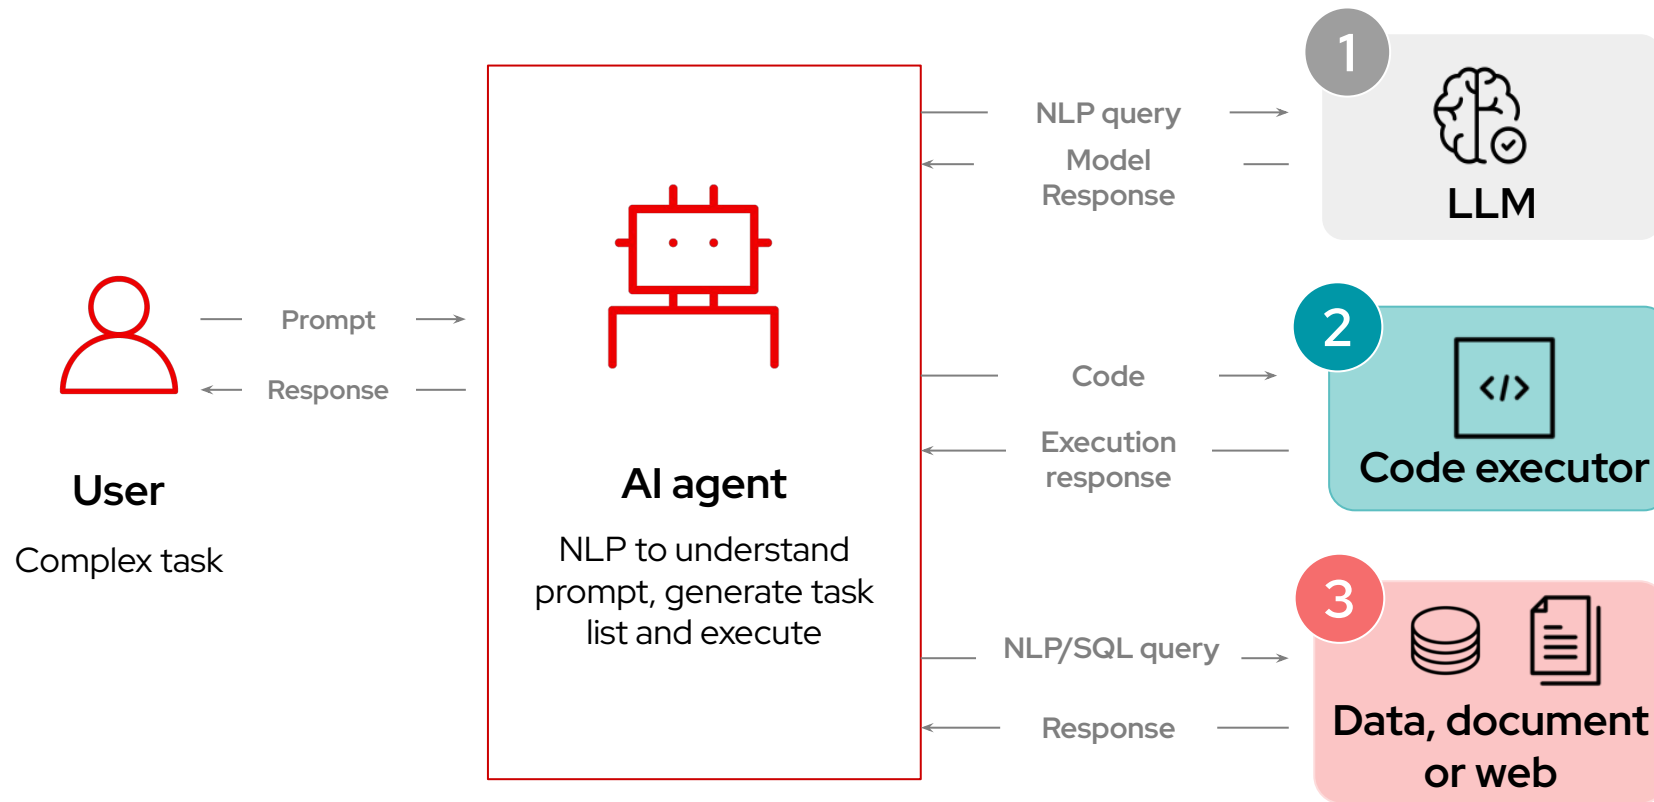 User
Complex task
Prompt
Response
AI agent
NLP to understand
prompt, generate task
list and execute
NLP query
Model
Response
1
LLM
Code
Execution
response
2
</>
Code executor
NLP/SQL query
Response
3
Data, document
or web